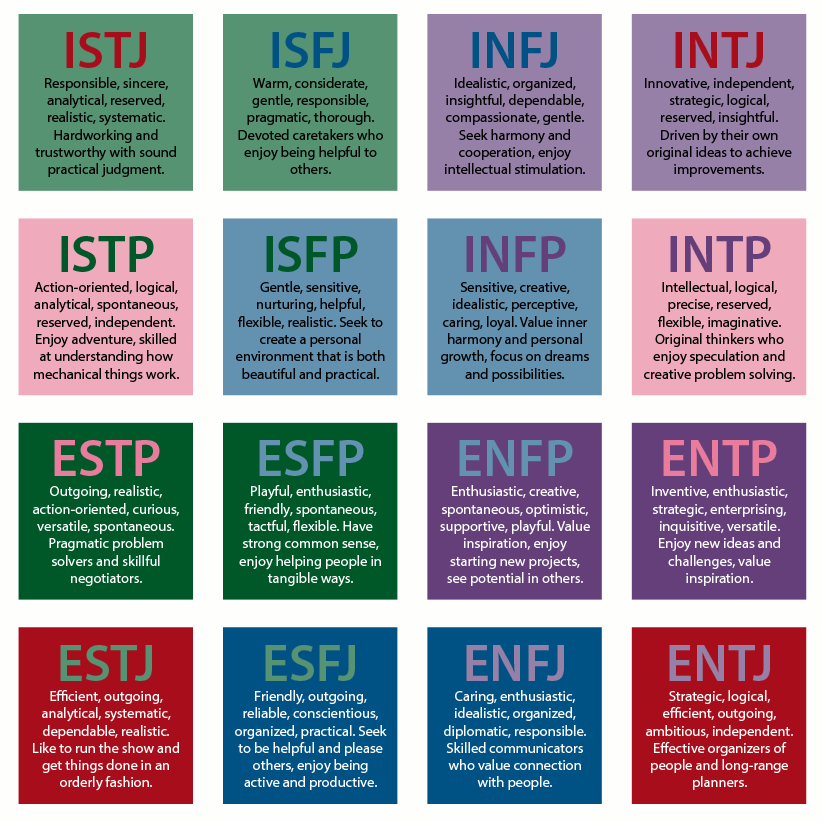 ISTJ
Responsible, sincere,
analytical, reserved,
realistic, systematic.
Hardworking and
trustworthy with sound
practical judgment.
ISFJ
Warm, considerate,
gentle, responsible,
pragmatic, thorough.
Devoted caretakers who
enjoy being helpful to
others.
INFJ
Idealistic, organized,
insightful, dependable,
compassionate, gentle.
Seek harmony and
cooperation, enjoy
intellectual stimulation.
INTJ
Innovative, independent,
strategic, logical,
reserved, insightful.
Driven by their own
original ideas to achieve
improvements.
ISTP
Action-oriented, logical,
analytical, spontaneous,
reserved, independent.
Enjoy adventure, skilled
at understanding how
mechanical things work.
ISFP
Gentle, sensitive,
nurturing, helpful,
flexible, realistic. Seek to
create a personal
environment that is both
beautiful and practical.
INFP
Sensitive, creative,
idealistic, perceptive,
caring, loyal. Value inner
harmony and personal
growth, focus on dreams
and possibilities.
INTP
Intellectual, logical,
precise, reserved,
flexible, imaginative.
Original thinkers who
enjoy speculation and
creative problem solving.
ESTP
Outgoing, realistic,
action-oriented, curious,
versatile, spontaneous.
Pragmatic problem
solvers and skillful
negotiators.
ESFP
Playful, enthusiastic,
friendly, spontaneous,
tactful, flexible. Have
strong common sense,
enjoy helping people in
tangible ways.
ENFP
Enthusiastic, creative,
spontaneous, optimistic,
supportive, playful. Value
inspiration, enjoy
starting new projects,
see potential in others.
ENTP
Inventive, enthusiastic,
strategic, enterprising,
inquisitive, versatile.
Enjoy new ideas and
challenges, value
inspiration.
ESTJ
Efficient, outgoing,
analytical, systematic,
dependable, realistic.
Like to run the show and
get things done in an
orderly fashion.
ESFJ
Friendly, outgoing,
reliable, conscientious,
organized, practical. Seek
to be helpful and please
others, enjoy being
active and productive.
ENFJ
Caring, enthusiastic,
idealistic, organized,
diplomatic, responsible.
Skilled communicators
who value connection
with people.
ENTJ
Strategic, logical,
efficient, outgoing,
ambitious, independent.
Effective organizers of
people and long-range
planners.